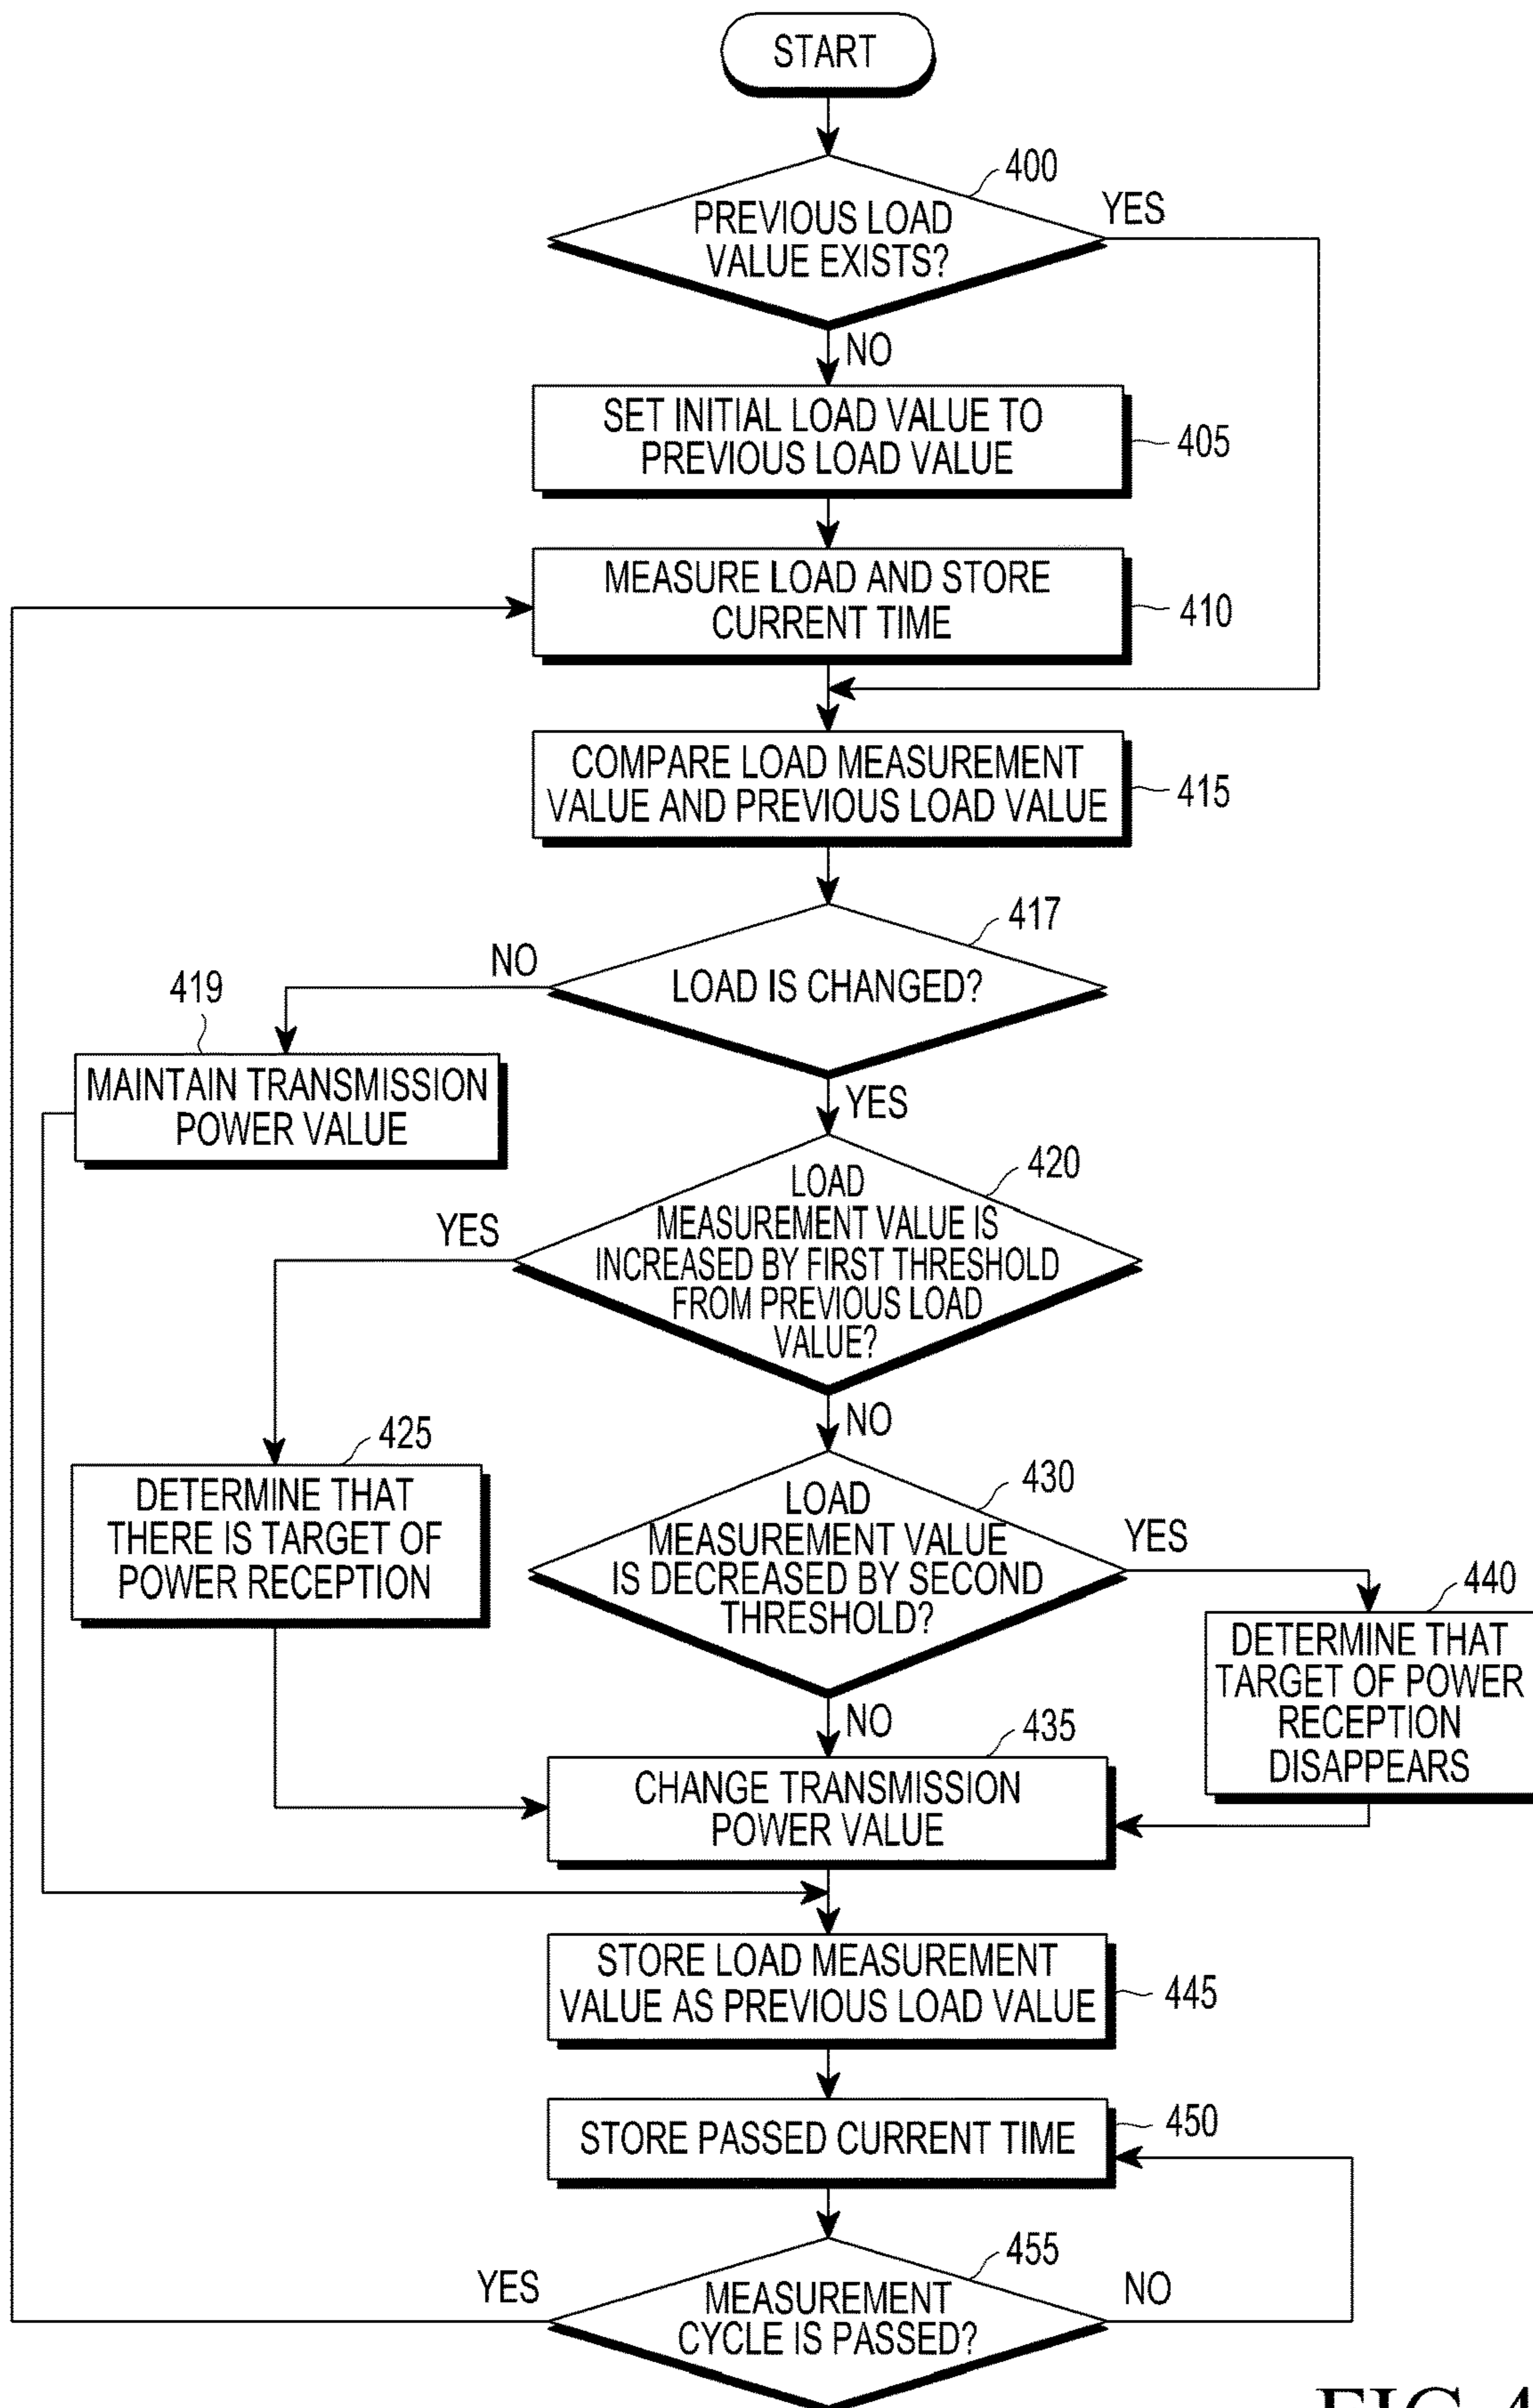 START
400
PREVIOUS LOAD
VALUE EXISTS?
YES
NO
SET INITIAL LOAD VALUE TO
PREVIOUS LOAD VALUE
405
MEASURE LOAD AND STORE
CURRENT TIME
410
COMPARE LOAD MEASUREMENT
VALUE AND PREVIOUS LOAD VALUE
415
417
NO
LOAD IS CHANGED?
419
MAINTAIN TRANSMISSION
POWER VALUE
YES
420
LOAD
MEASUREMENT VALUE IS
INCREASED BY FIRST THRESHOLD
FROM PREVIOUS LOAD
VALUE?
YES
NO
425
DETERMINE THAT
THERE IS TARGET OF
POWER RECEPTION
430
LOAD
MEASUREMENT VALUE
IS DECREASED BY SECOND
THRESHOLD?
YES
440
DETERMINE THAT
TARGET OF POWER
RECEPTION
DISAPPEARS
NO
435
CHANGE TRANSMISSION
POWER VALUE
STORE LOAD MEASUREMENT
VALUE AS PREVIOUS LOAD VALUE
445
STORE PASSED CURRENT TIME
450
455
YES
MEASUREMENT
CYCLE IS PASSED?
NO
FIG.4